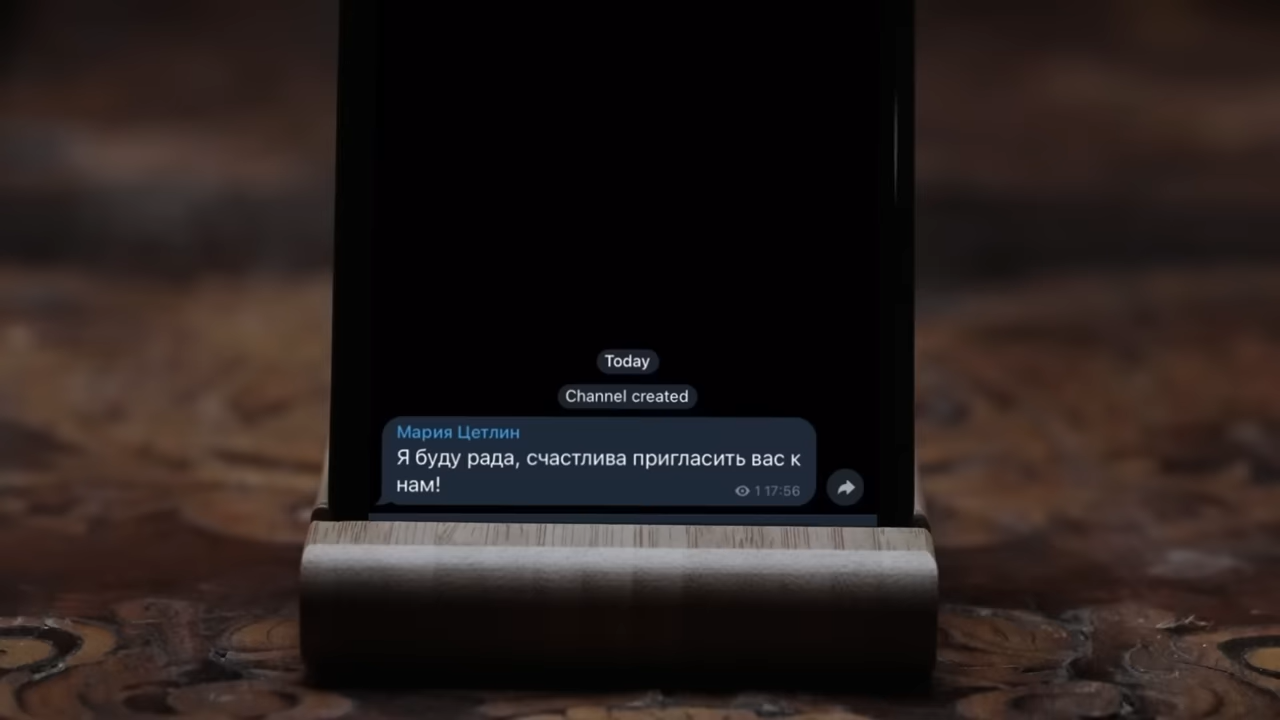 Today
Channel created
Мария Цетлин
Я буду рада, счастлива пригласить вас к
нам!
1 17:56